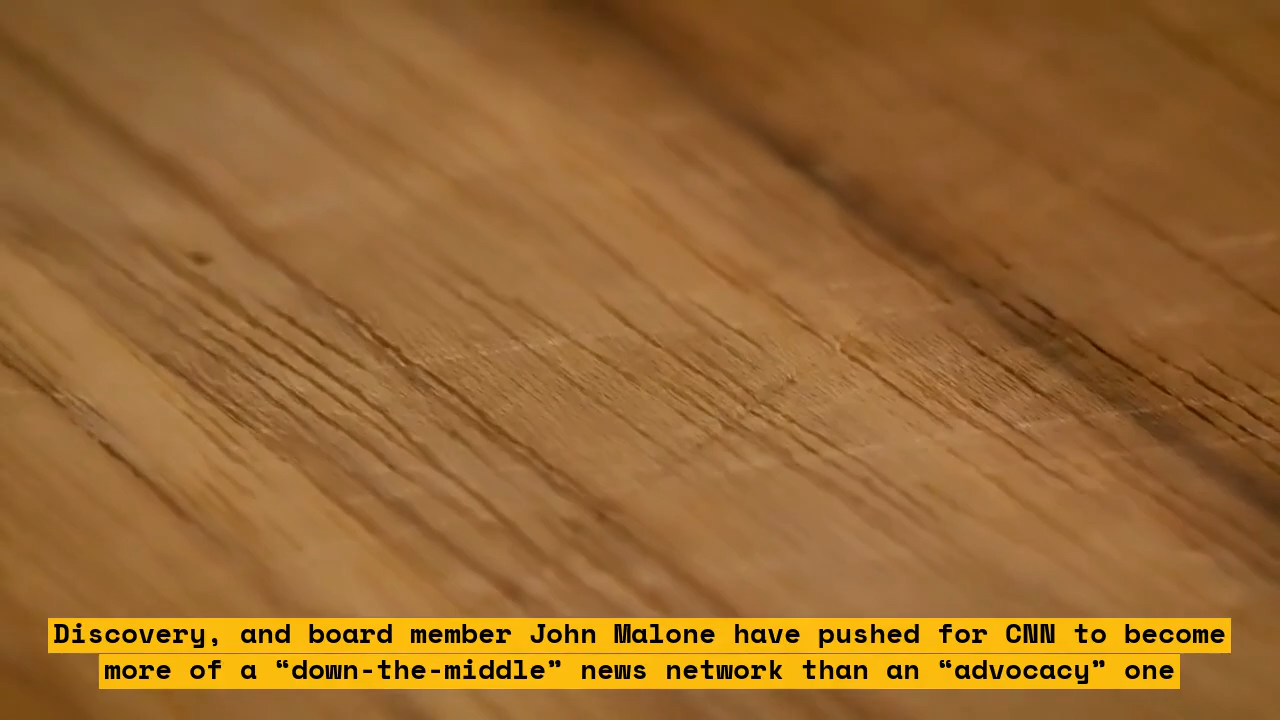 Discovery, and board member John Malone have pushed for CNN to become
more of a “down-the-middle” news network than an “advocacy” one